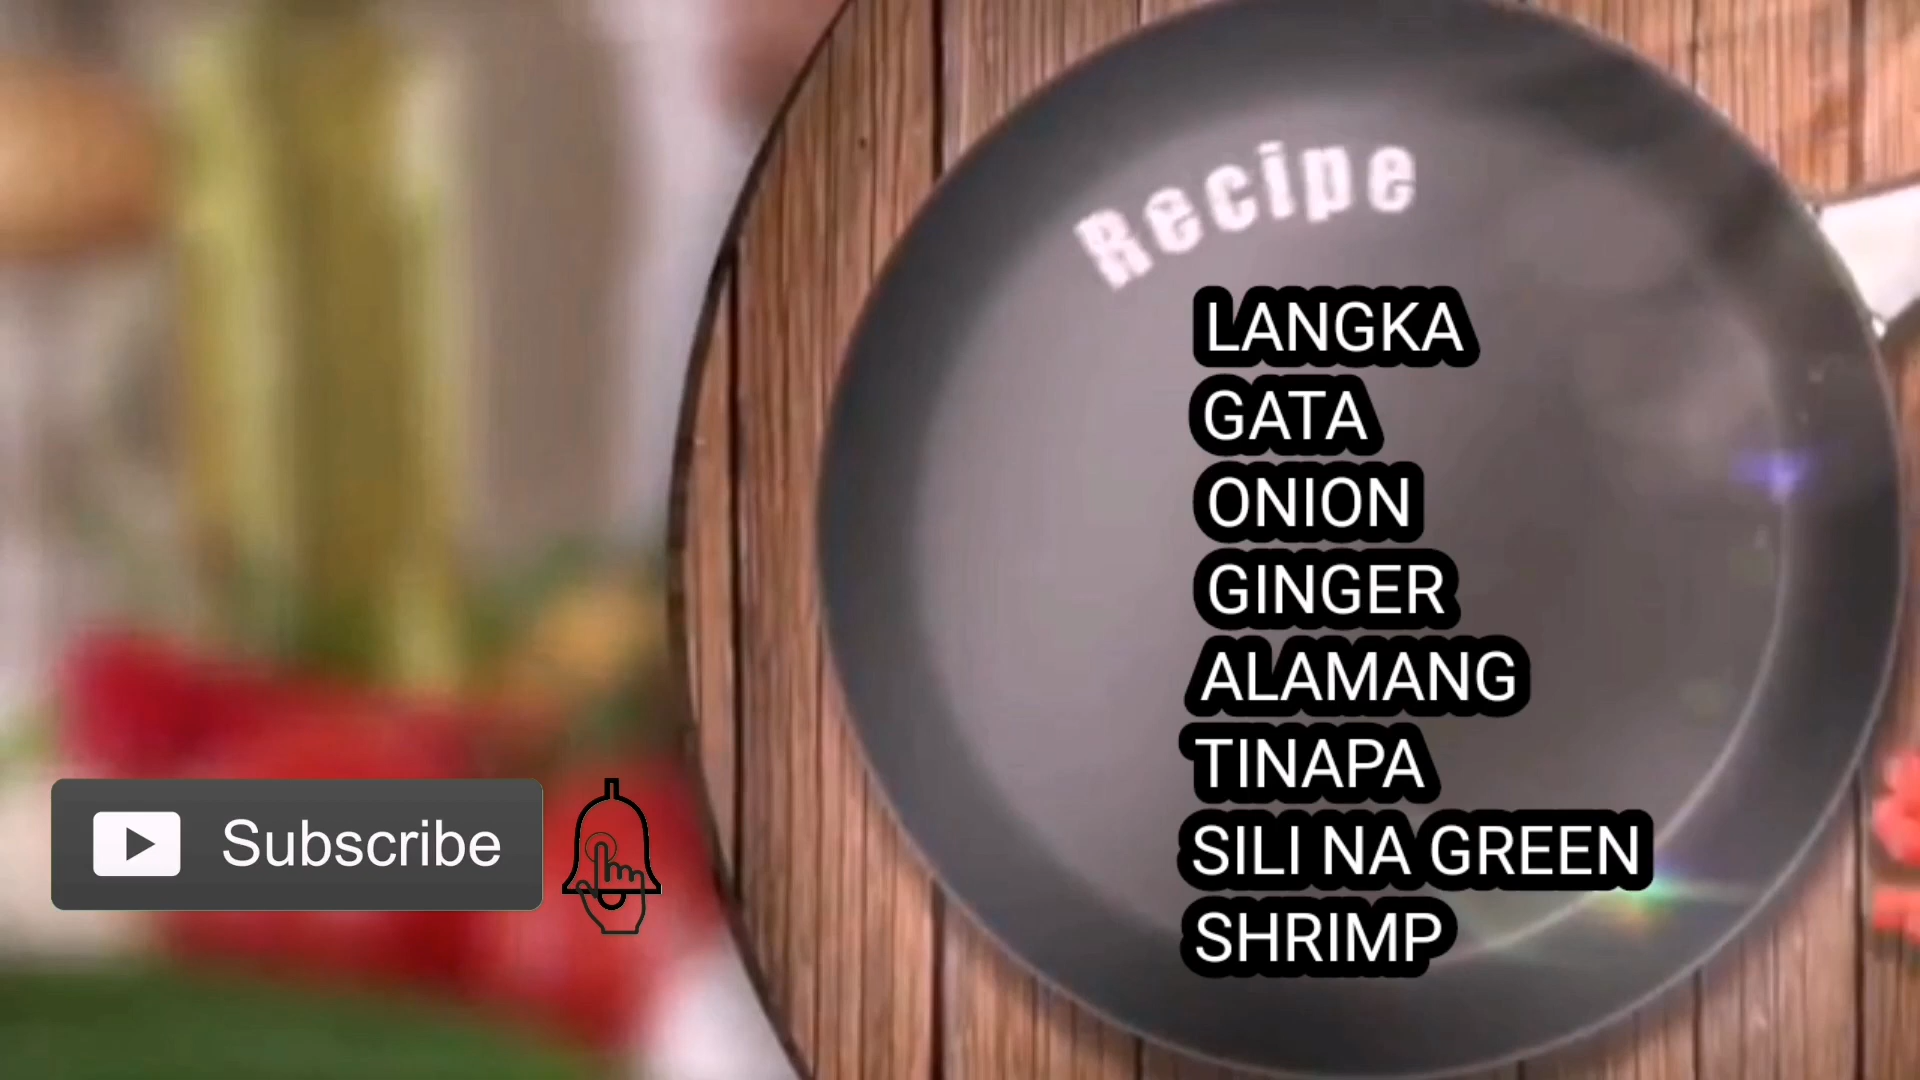 Recipe
LANGKA
GATA
ONION
GINGER
ALAMANG
TINAPA
SILI NA GREEN
SHRIMP
Subscribe